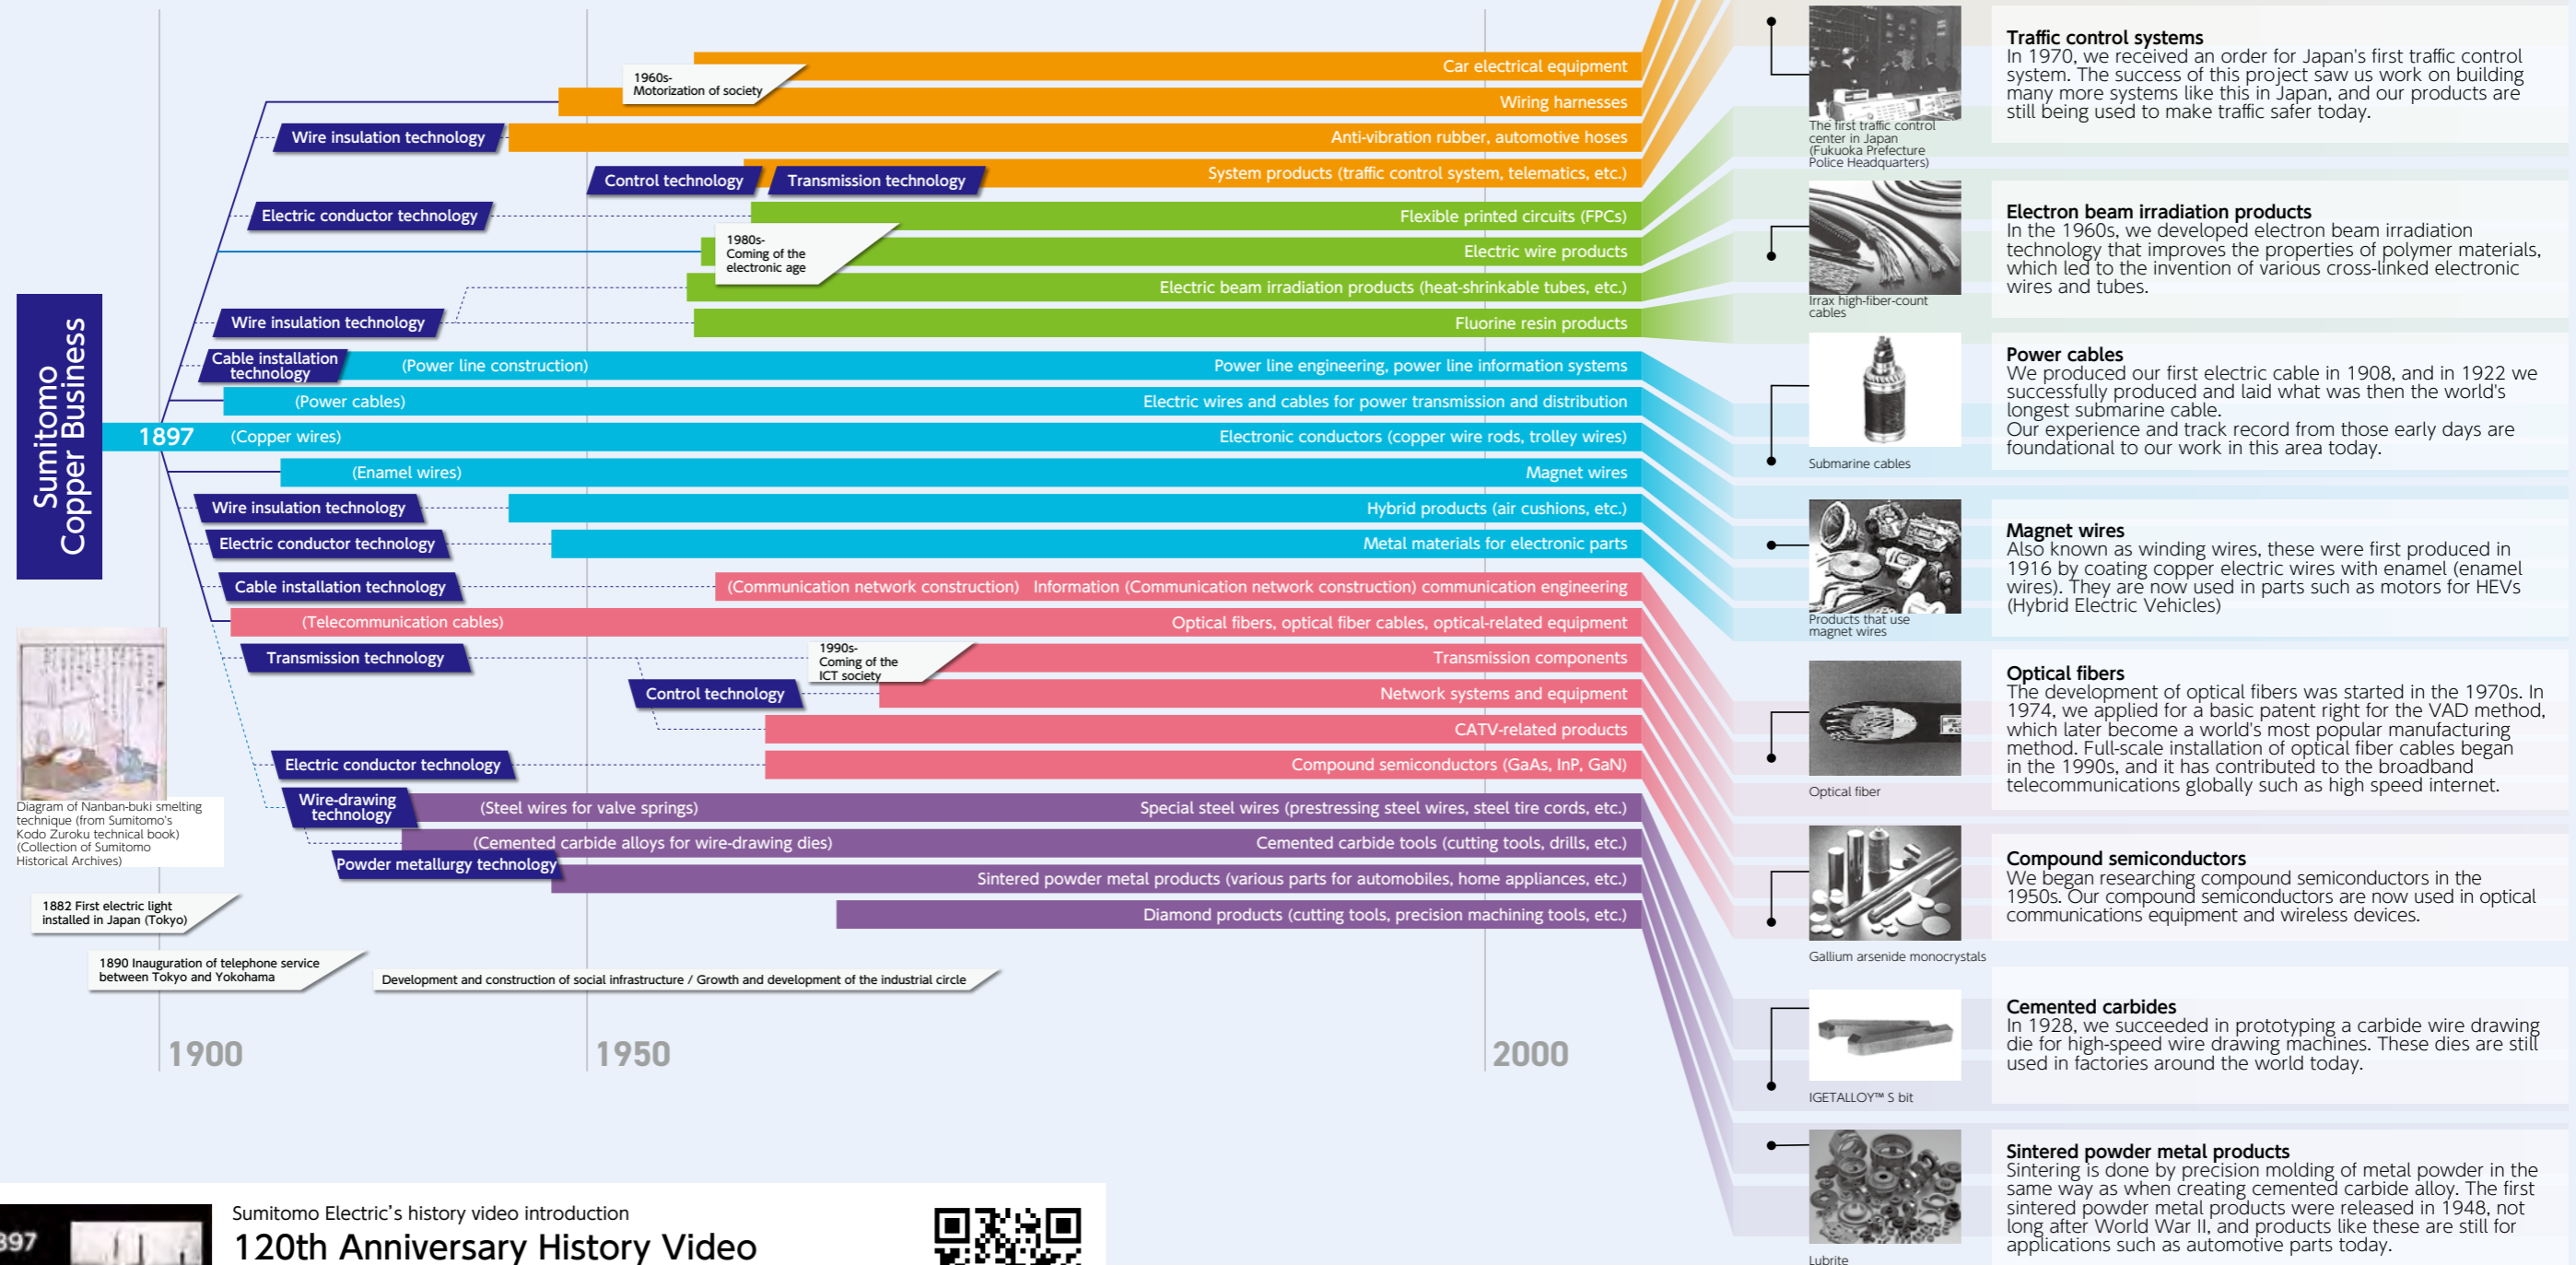 Sumitomo
Copper Business
1897
Car electrical equipment
1960s-
Motorization of society
Wiring harnesses
Wire insulation technology
Anti-vibration rubber, automotive hoses
Control technology
Transmission technology
System products (traffic control system, telematics, etc.)
Electric conductor technology
Flexible printed circuits (FPCs)
1980s-
Coming of the
electronic age
Electric wire products
Electric beam irradiation products (heat-shrinkable tubes, etc.)
Wire insulation technology
Fluorine resin products
Cable installation
technology
(Power line construction)
Power line engineering, power line information systems
(Power cables)
Electric wires and cables for power transmission and distribution
(Copper wires)
Electronic conductors (copper wire rods, trolley wires)
(Enamel wires)
Magnet wires
Wire insulation technology
Hybrid products (air cushions, etc.)
Electric conductor technology
Metal materials for electronic parts
Cable installation technology
(Communication network construction)
Information (Communication network construction) communication engineering
(Telecommunication cables)
Optical fibers, optical fiber cables, optical-related equipment
Transmission technology
1990s-
Coming of the
ICT society
Transmission components
Control technology
Network systems and equipment
CATV-related products
Electric conductor technology
Compound semiconductors (GaAs, InP, GaN)
Wire-drawing
technology
(Steel wires for valve springs)
Special steel wires (prestressing steel wires, steel tire cords, etc.)
(Cemented carbide alloys for wire-drawing dies)
Cemented carbide tools (cutting tools, drills, etc.)
Powder metallurgy technology
Sintered powder metal products (various parts for automobiles, home appliances, etc.)
Diamond products (cutting tools, precision machining tools, etc.)
Diagram of Nanban-buki smelting
technique (from Sumitomo's
Kodo Zuroku technical book)
(Collection of Sumitomo
Historical Archives)
1882 First electric light
installed in Japan (Tokyo)
1890 Inauguration of telephone service
between Tokyo and Yokohama
Development and construction of social infrastructure / Growth and development of the industrial circle
1900
1950
2000
The first traffic control
center in Japan
(Fukuoka Prefecture
Police Headquarters)
Traffic control systems
In 1970, we received an order for Japan's first traffic control
system. The success of this project saw us work on building
many more systems like this in Japan, and our products are
still being used to make traffic safer today.
Irrax high-fiber-count
cables
Electron beam irradiation products
In the 1960s, we developed electron beam irradiation
technology that improves the properties of polymer materials,
which led to the invention of various cross-linked electronic
wires and tubes.
Submarine cables
Power cables
We produced our first electric cable in 1908, and in 1922 we
successfully produced and laid what was then the world's
longest submarine cable.
Our experience and track record from those early days are
foundational to our work in this area today.
Products that use
magnet wires
Magnet wires
Also known as winding wires, these were first produced in
1916 by coating copper electric wires with enamel (enamel
wires). They are now used in parts such as motors for HEVs
(Hybrid Electric Vehicles)
Optical fiber
Optical fibers
The development of optical fibers was started in the 1970s. In
1974, we applied for a basic patent right for the VAD method,
which later become a world's most popular manufacturing
method. Full-scale installation of optical fiber cables began
in the 1990s, and it has contributed to the broadband
telecommunications globally such as high speed internet.
Gallium arsenide monocrystals
Compound semiconductors
We began researching compound semiconductors in the
1950s. Our compound semiconductors are now used in optical
communications equipment and wireless devices.
IGETALLOY™ S bit
Cemented carbides
In 1928, we succeeded in prototyping a carbide wire drawing
die for high-speed wire drawing machines. These dies are still
used in factories around the world today.
Lubrite
Sintered powder metal products
Sintering is done by precision molding of metal powder in the
same way as when creating cemented carbide alloy. The first
sintered powder metal products were released in 1948, not
long after World War II, and products like these are still for
applications such as automotive parts today.
897
Sumitomo Electric's history video introduction
120th Anniversary History Video